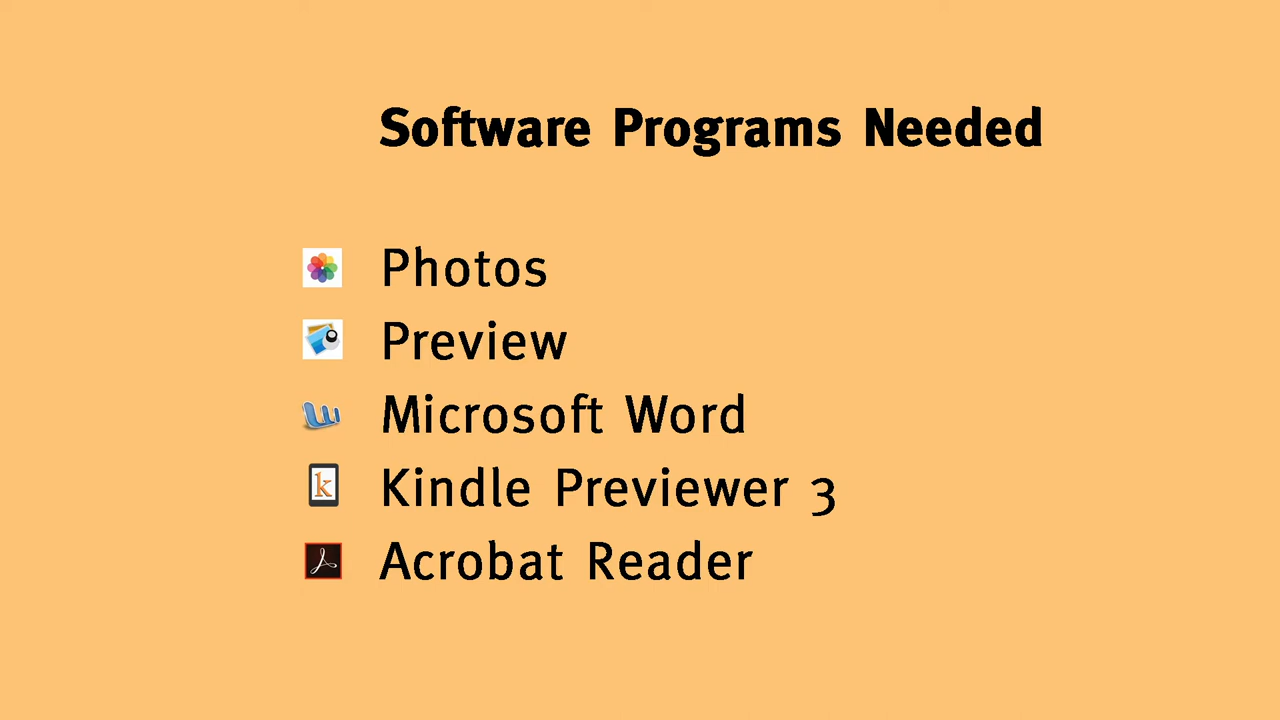 Software Programs Needed
Photos
Preview
Microsoft Word
Kindle Previewer 3
Acrobat Reader